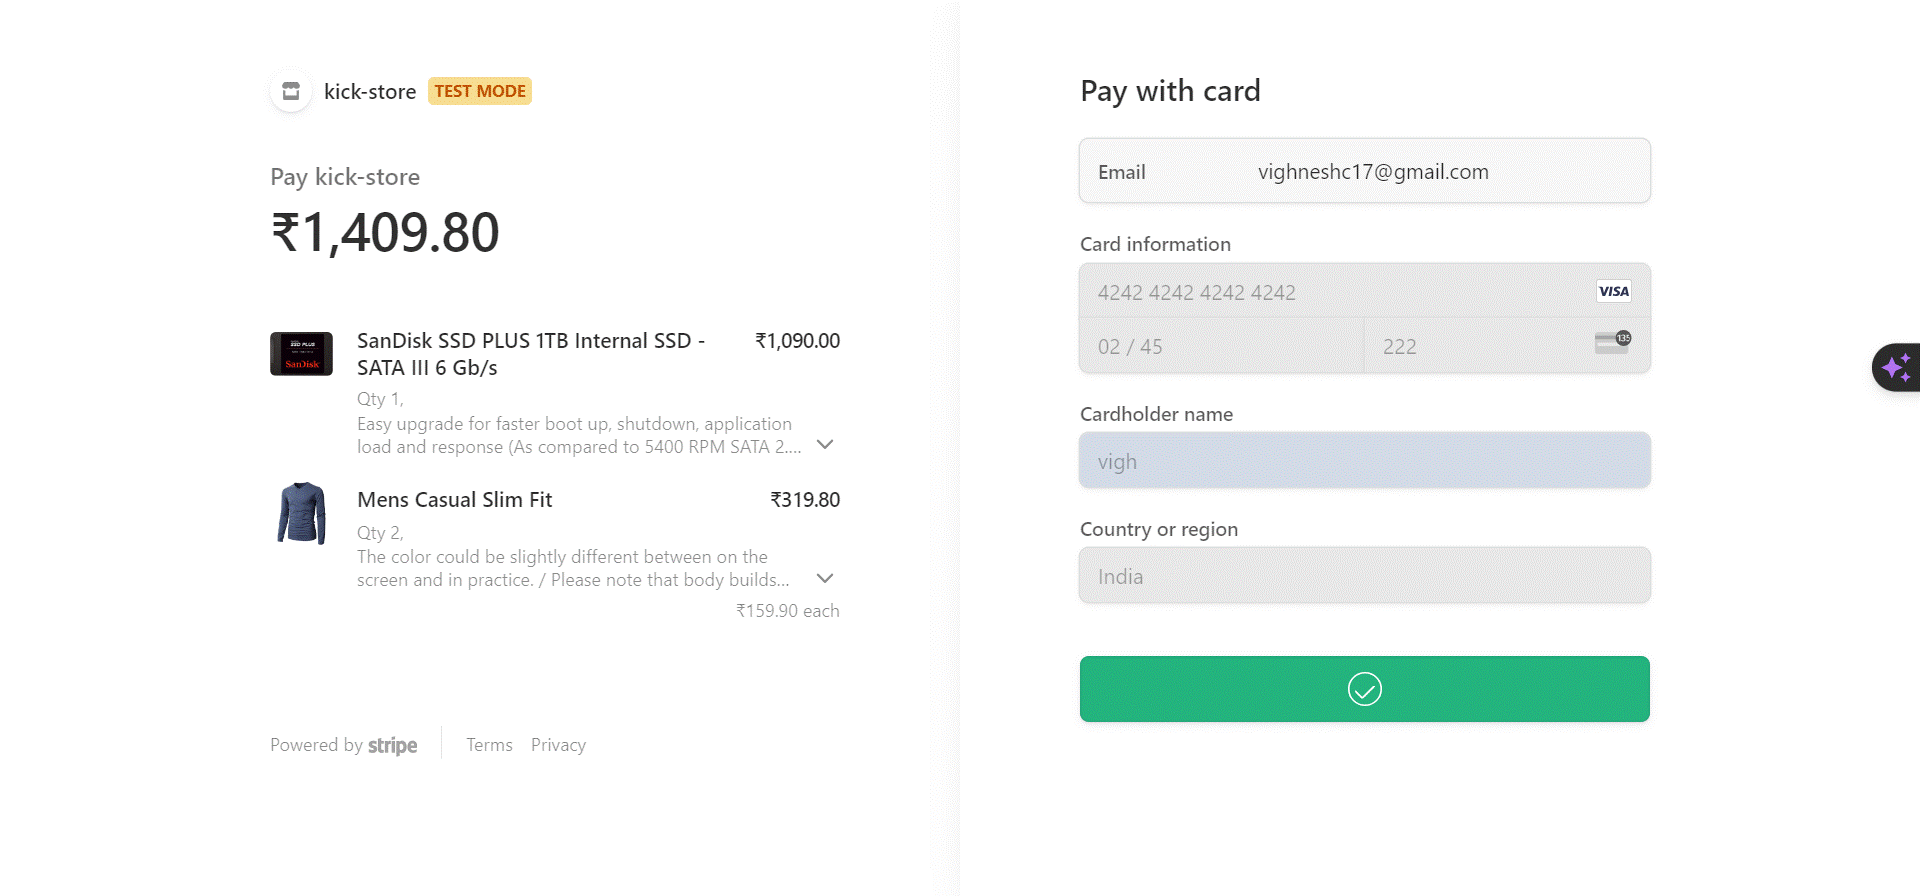 kick-store TEST MODE
Pay kick-store
₹1,409.80
SanDisk SSD PLUS 1TB Internal SSD - ₹1,090.00
SATA III 6 Gb/s
Qty 1,
Easy upgrade for faster boot up, shutdown, application
load and response (As compared to 5400 RPM SATA 2....
Mens Casual Slim Fit ₹319.80
Qty 2,
The color could be slightly different between on the
screen and in practice. / Please note that body builds...
₹159.90 each
Powered by stripe Terms Privacy
Pay with card
Email vighneshc17@gmail.com
Card information
4242 4242 4242 4242 VISA
02 / 45 222 135
Cardholder name
vigh
Country or region
India
SSD PLUS
SanDisk